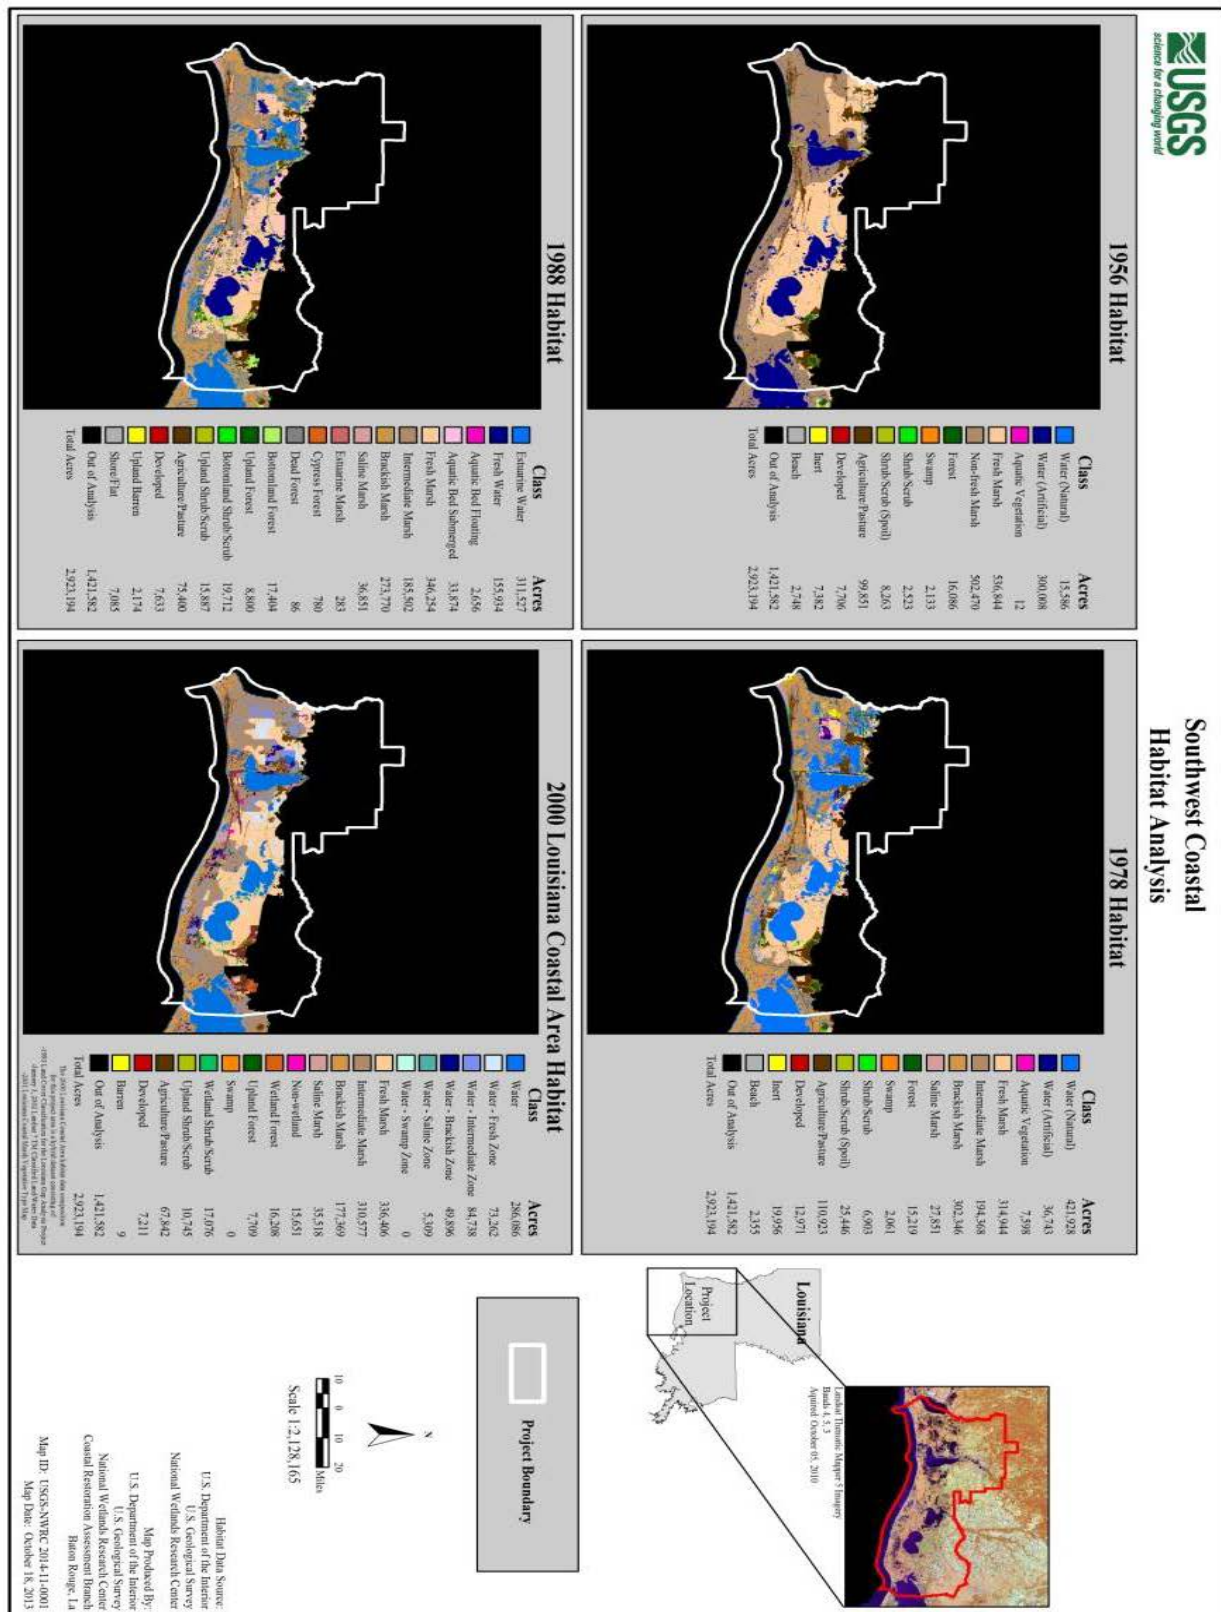 USGS
science for a changing world
Southwest Coastal
Habitat Analysis
1956 Habitat
Class Acres
Water (Natural) 15,586
Water (Artificial) 300,008
Aquatic Vegetation 12
Fresh Marsh 536,844
Non-fresh Marsh 502,470
Forest 16,086
Swamp 2,133
Shrub/Scrub 2,523
Shrub/Scrub (Spoil) 8,263
Agriculture/Pasture 99,851
Developed 7,706
Inert 7,382
Beach 2,748
Out of Analysis 1,421,582
Total Acres 2,923,194
1978 Habitat
Class Acres
Water (Natural) 421,928
Water (Artificial) 36,743
Aquatic Vegetation 7,598
Fresh Marsh 314,944
Intermediate Marsh 194,368
Brackish Marsh 302,346
Saline Marsh 27,851
Forest 15,219
Swamp 2,061
Shrub/Scrub 6,903
Shrub/Scrub (Spoil) 25,446
Agriculture/Pasture 110,923
Developed 12,971
Inert 19,956
Beach 2,355
Out of Analysis 1,421,582
Total Acres 2,923,194
1988 Habitat
Class Acres
Estuarine Water 311,527
Fresh Water 155,934
Aquatic Bed Floating 2,656
Aquatic Bed Submerged 33,874
Fresh Marsh 346,254
Intermediate Marsh 185,502
Brackish Marsh 273,770
Saline Marsh 36,851
Estuarine Marsh 283
Cypress Forest 780
Dead Forest 86
Bottomland Forest 17,404
Upland Forest 8,800
Bottomland Shrub/Scrub 19,712
Upland Shrub/Scrub 15,887
Agriculture/Pasture 75,400
Developed 7,633
Upland Barren 2,174
Shore/Flat 7,085
Out of Analysis 1,421,582
Total Acres 2,923,194
2000 Louisiana Coastal Area Habitat
Class Acres
Water 286,086
Water - Fresh Zone 73,262
Water - Intermediate Zone 84,738
Water - Brackish Zone 49,896
Water - Saline Zone 5,309
Water - Swamp Zone 0
Fresh Marsh 336,406
Intermediate Marsh 310,577
Brackish Marsh 177,369
Saline Marsh 35,518
Non-wetland 15,651
Wetland Forest 16,208
Upland Forest 7,709
Swamp 0
Wetland Shrub/Scrub 17,076
Upland Shrub/Scrub 10,745
Agriculture/Pasture 67,842
Developed 7,211
Barren 9
Out of Analysis 1,421,582
Total Acres 2,923,194
The 2000 Louisiana Coastal Area habitat data composition
for this project area is a hybrid dataset consisting of:
Louisiana
Project
Location
Landsat Thematic Mapper 5 Imagery
Bands 4, 5, 3
Aquired: October 05, 2010
Project Boundary
N
10 0 10 20
Miles
Scale 1:2,128,165
Habitat Data Source:
U.S. Department of the Interior
U.S. Geological Survey
National Wetlands Research Center
Map Produced By:
U.S. Department of the Interior
U.S. Geological Survey
National Wetlands Research Center
Coastal Restoration Assessment Branch
Baton Rouge, La
Map ID: USGS-NWRC 2014-11-0001
Map Date: October 18, 2013